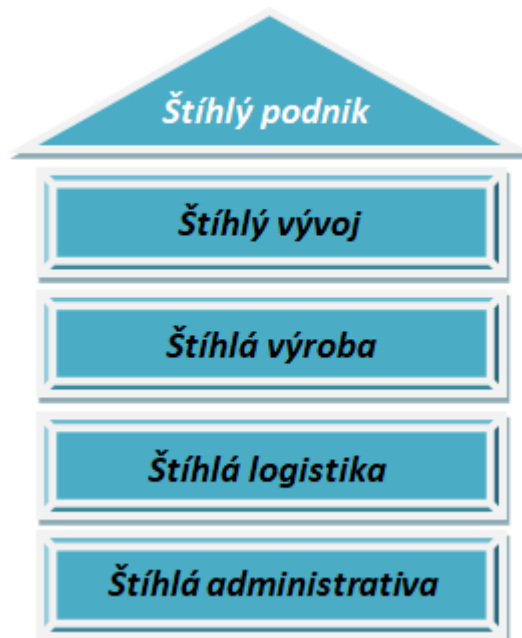 Štíhlý podnik
Štíhlý vývoj
Štíhlá výroba
Štíhlá logistika
Štíhlá administrativa